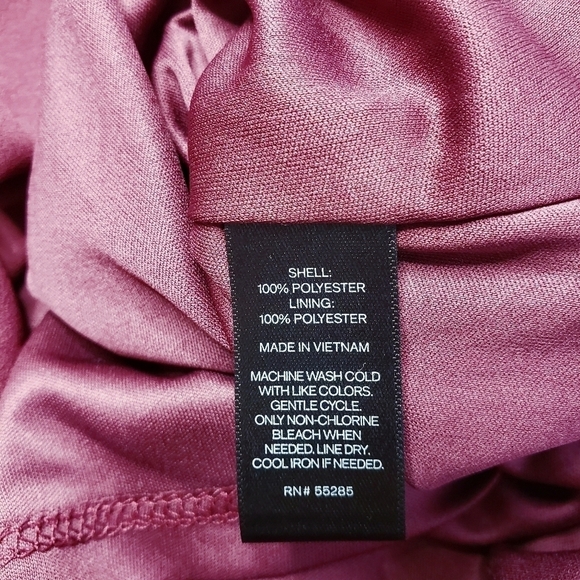 SHELL:
100% POLYESTER
LINING:
100% POLYESTER
MADE IN VIETNAM
MACHINE WASH COLD
WITH LIKE COLORS.
GENTLE CYCLE.
ONLY NON-CHLORINE
BLEACH WHEN
NEEDED. LINE DRY.
COOL IRON IF NEEDED.
RN# 55285